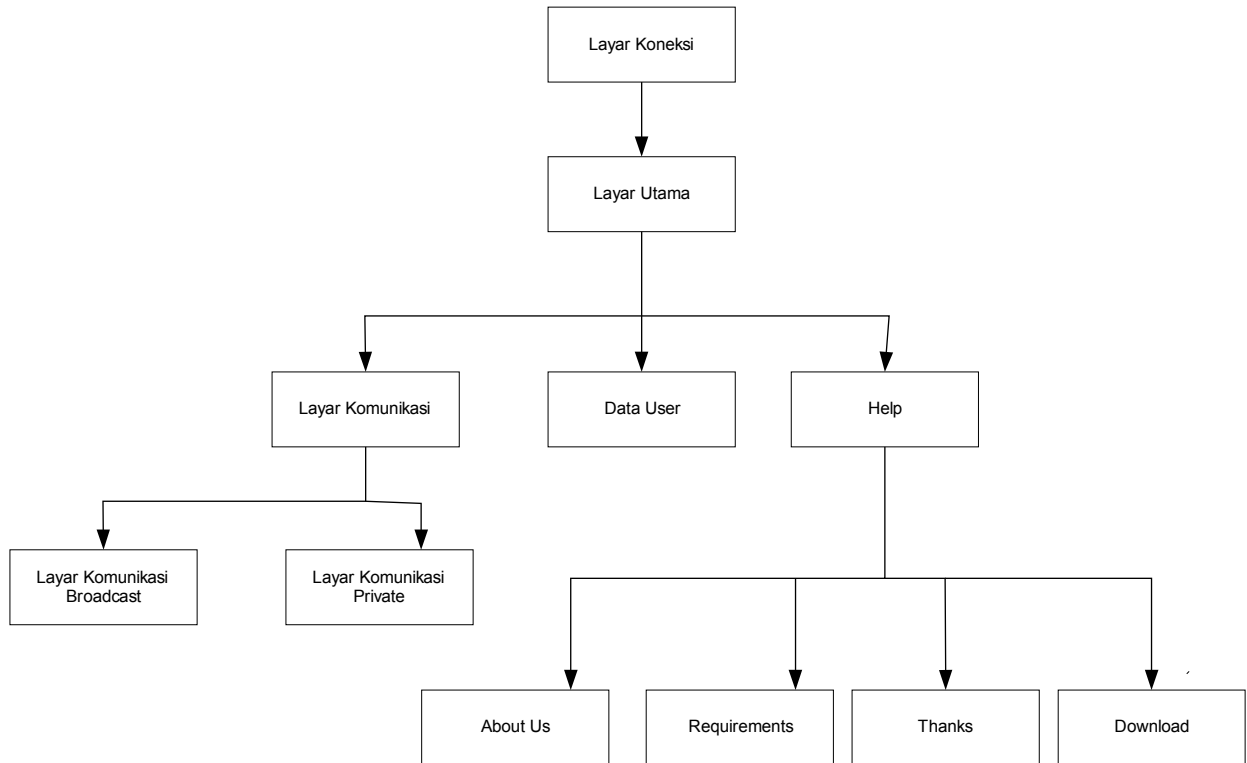 Layar Koneksi
Layar Utama
Layar Komunikasi
Data User
Help
Layar Komunikasi
Broadcast
Layar Komunikasi
Private
About Us
Requirements
Thanks
Download